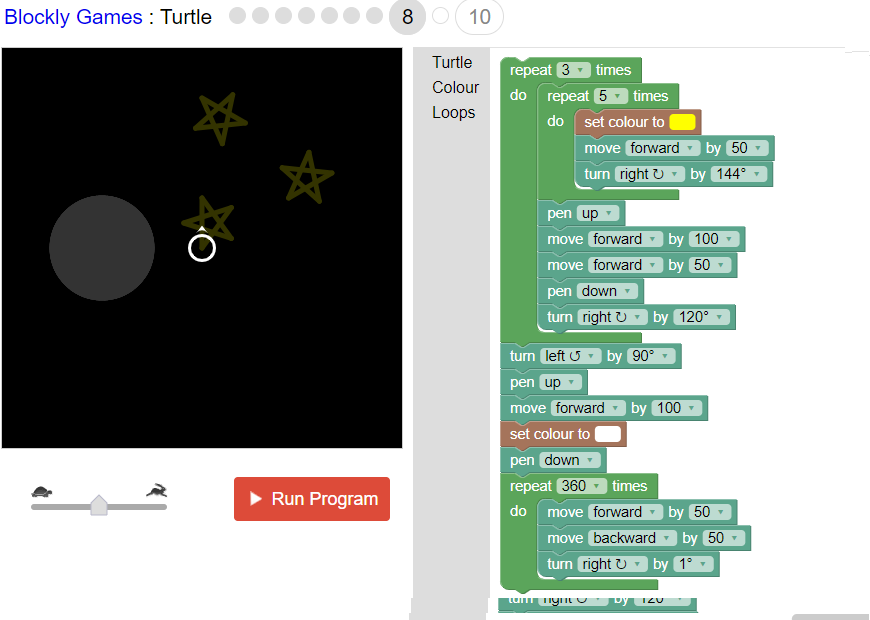 Blockly Games : Turtle 8 10
Turtle
Colour
Loops
repeat 3 times
do repeat 5 times
do set colour to
move forward by 50
turn right ↻ by 144°
pen up
move forward by 100
move forward by 50
pen down
turn right ↻ by 120°
turn left ↺ by 90°
pen up
move forward by 100
set colour to
pen down
repeat 360 times
do move forward by 50
move backward by 50
turn right ↻ by 1°
turn right ↻ by 120°
Run Program